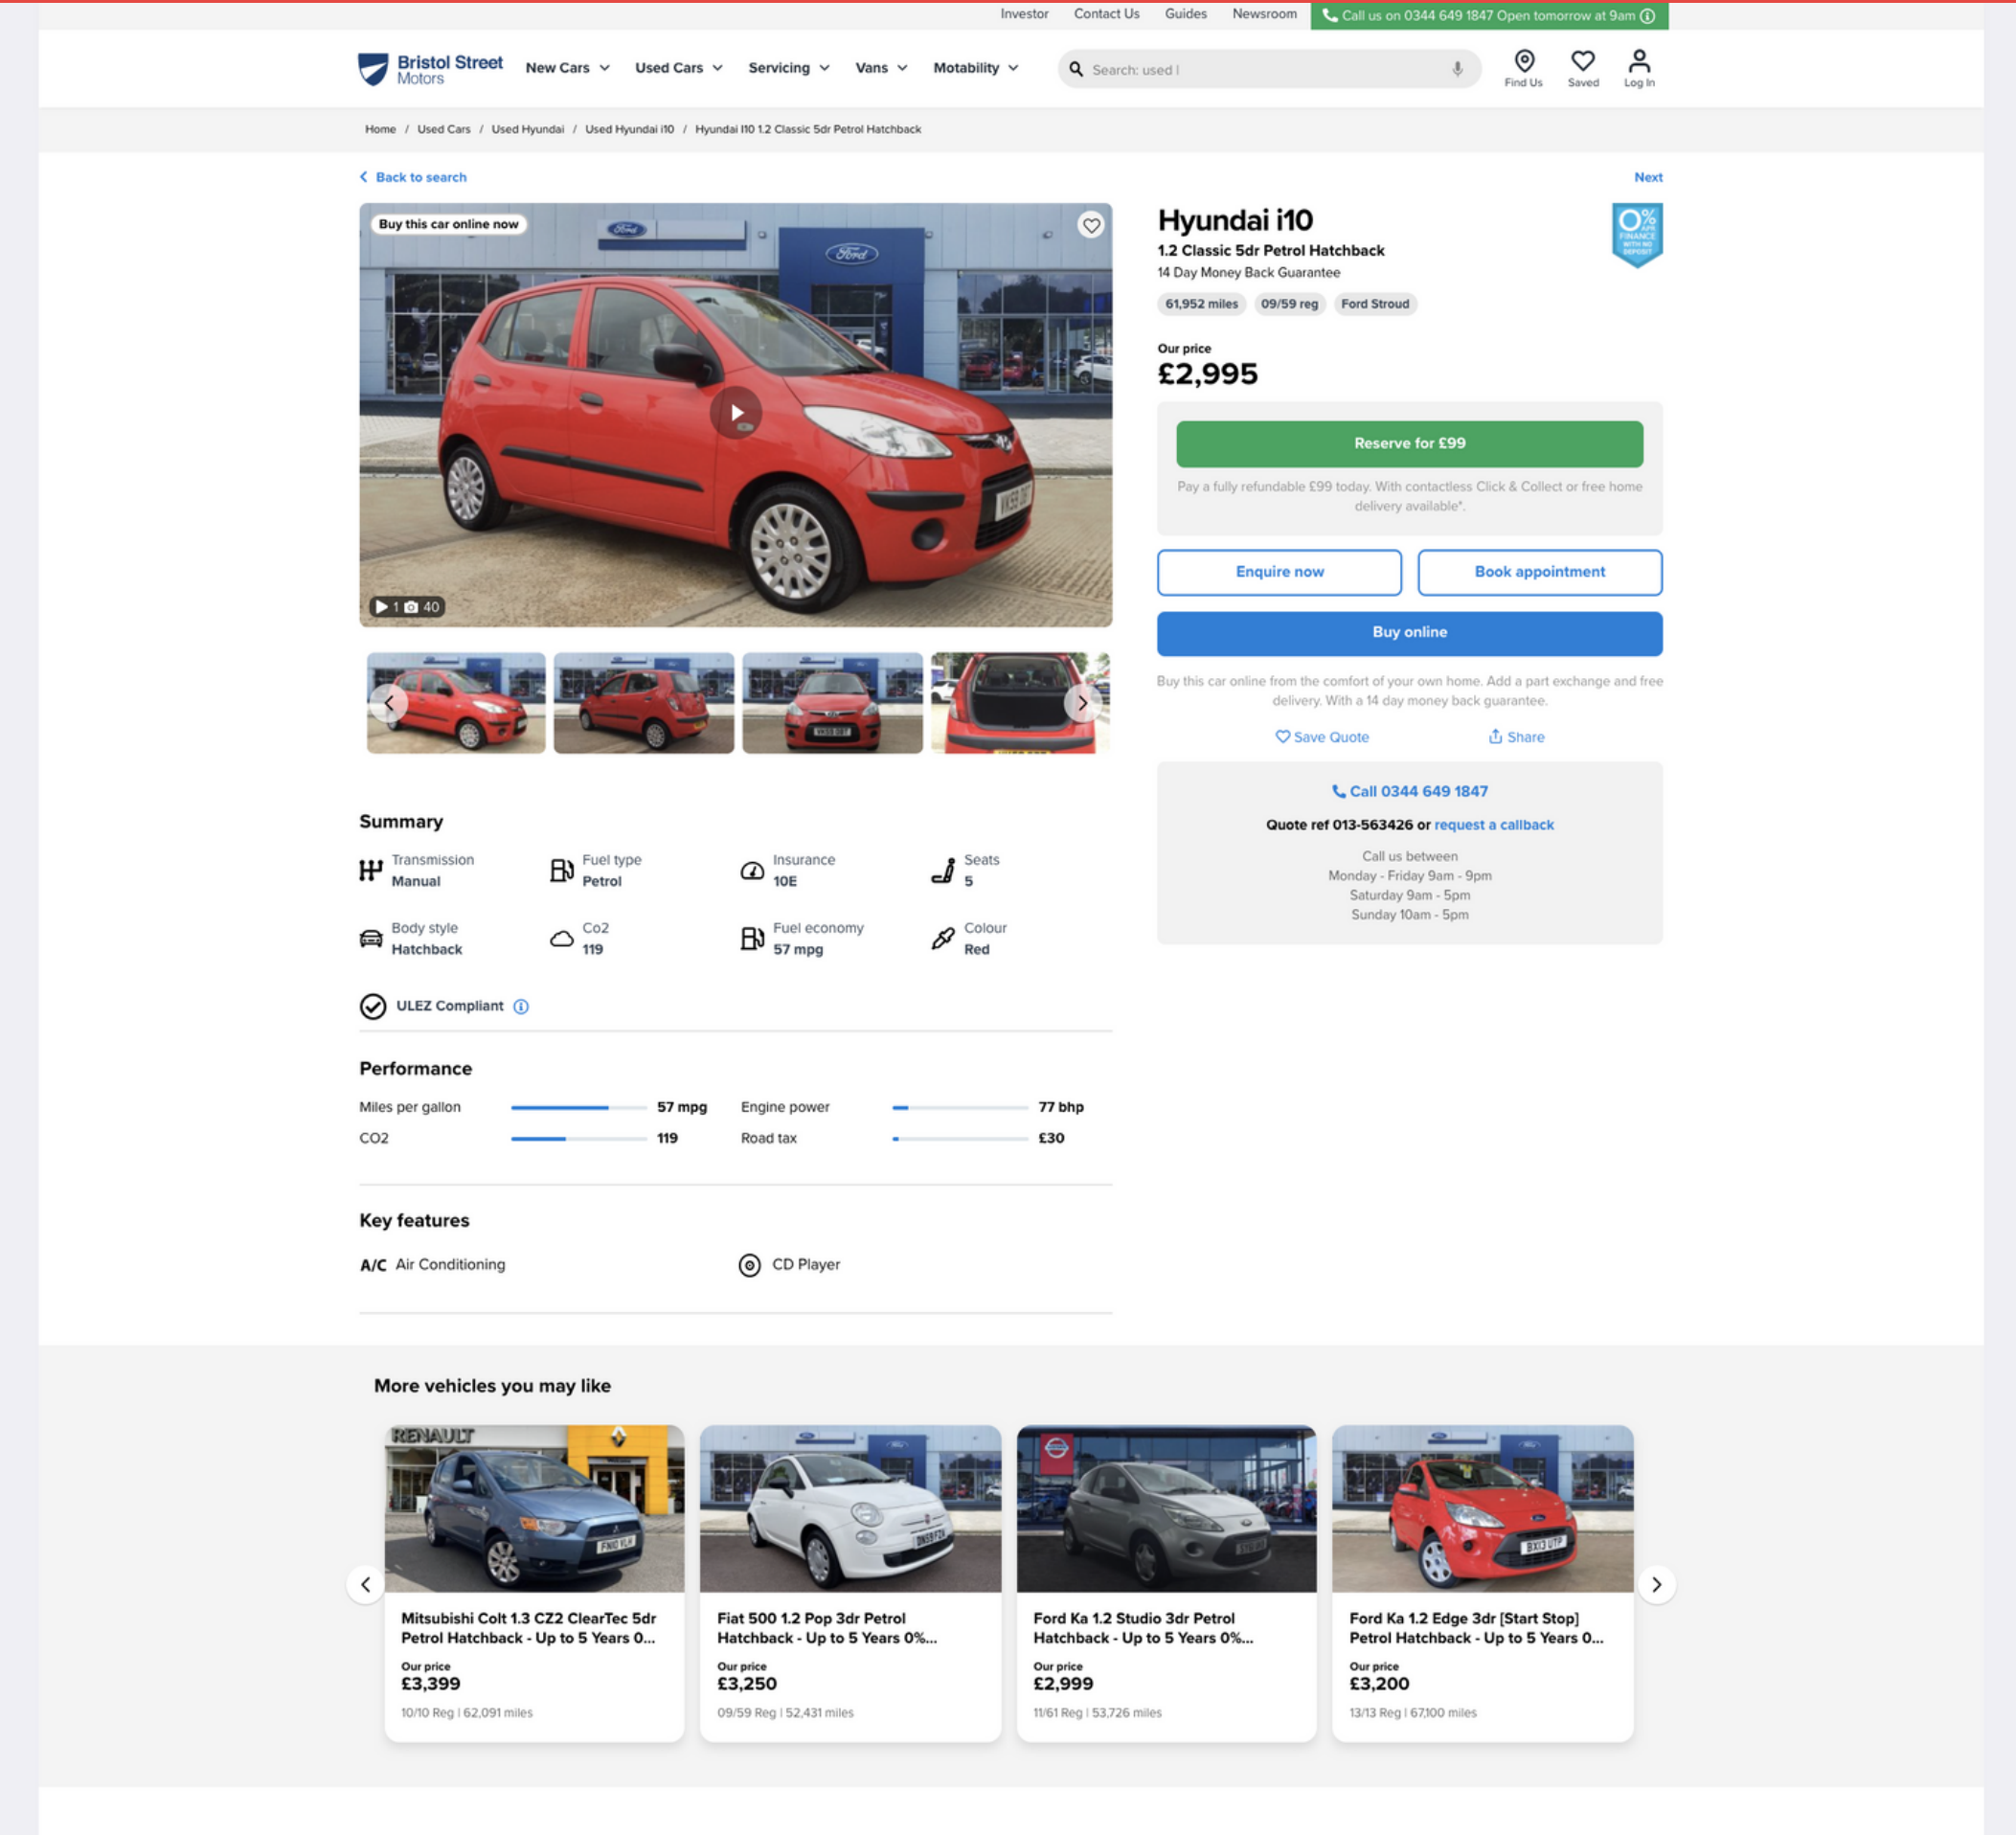 Investor Contact Us Guides Newsroom Call us on 0344 649 1847 Open tomorrow at 9am
Bristol Street
Motors
New Cars Used Cars Servicing Vans Motability Search: used | Find Us Saved Log In
Home / Used Cars / Used Hyundai / Used Hyundai i10 / Hyundai I10 1.2 Classic 5dr Petrol Hatchback
Back to search
Next
Buy this car online now
Ford
Ford
1 40
Hyundai i10
1.2 Classic 5dr Petrol Hatchback
14 Day Money Back Guarantee
61,952 miles 09/59 reg Ford Stroud
0%
APR
FINANCE
WITH NO
DEPOSIT
Our price
£2,995
Reserve for £99
Pay a fully refundable £99 today. With contactless Click & Collect or free home
delivery available*.
Enquire now Book appointment
Buy online
Buy this car online from the comfort of your own home. Add a part exchange and free
delivery. With a 14 day money back guarantee.
Save Quote Share
Call 0344 649 1847
Quote ref 013-563426 or request a callback
Call us between
Monday - Friday 9am - 9pm
Saturday 9am - 5pm
Sunday 10am - 5pm
Summary
Transmission Fuel type Insurance Seats
Manual Petrol 10E 5
Body style Co2 Fuel economy Colour
Hatchback 119 57 mpg Red
ULEZ Compliant
Performance
Miles per gallon 57 mpg Engine power 77 bhp
CO2 119 Road tax £30
Key features
A/C Air Conditioning CD Player
More vehicles you may like
RENAULT
FN10 VLH
DN59 FZA
BX13 UTP
Mitsubishi Colt 1.3 CZ2 ClearTec 5dr
Petrol Hatchback - Up to 5 Years 0...
Our price
£3,399
10/10 Reg | 62,091 miles
Fiat 500 1.2 Pop 3dr Petrol
Hatchback - Up to 5 Years 0%...
Our price
£3,250
09/59 Reg | 52,431 miles
Ford Ka 1.2 Studio 3dr Petrol
Hatchback - Up to 5 Years 0%...
Our price
£2,999
11/61 Reg | 53,726 miles
Ford Ka 1.2 Edge 3dr [Start Stop]
Petrol Hatchback - Up to 5 Years 0...
Our price
£3,200
13/13 Reg | 67,100 miles